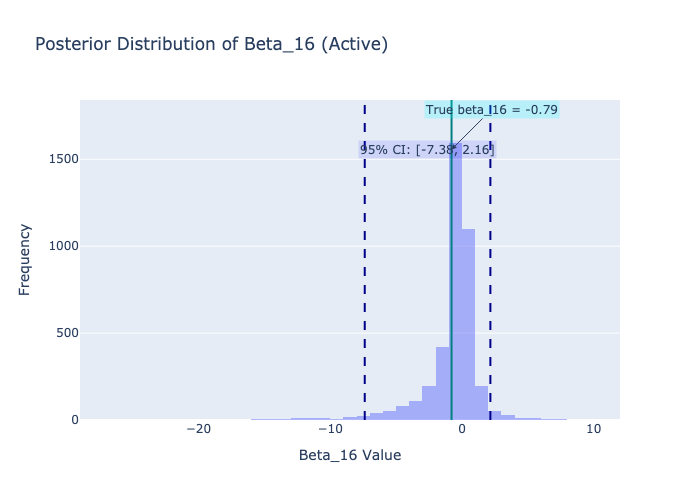 Posterior Distribution of Beta_16 (Active)
True beta_16 = -0.79
95% CI: [-7.38, 2.16]
1500
1000
500
0
Frequency
−20
−10
0
10
Beta_16 Value